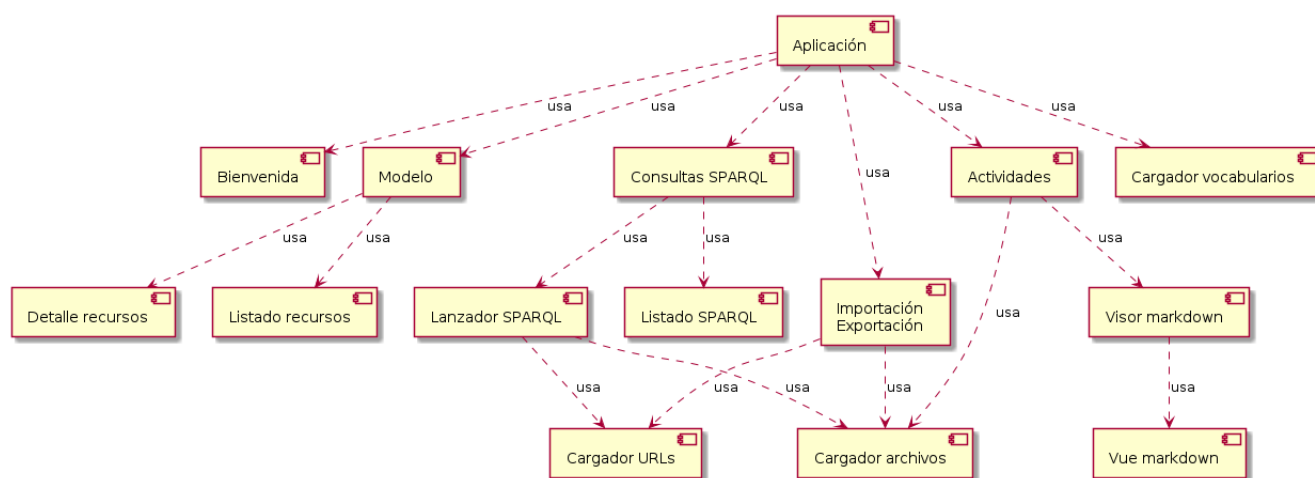 Aplicación
usa
usa
usa
usa
usa
usa
Bienvenida
Modelo
Consultas SPARQL
Actividades
Cargador vocabularios
usa
usa
usa
usa
usa
usa
Detalle recursos
Listado recursos
Lanzador SPARQL
Listado SPARQL
Importación
Exportación
Visor markdown
usa
usa
usa
usa
usa
Cargador URLs
Cargador archivos
Vue markdown